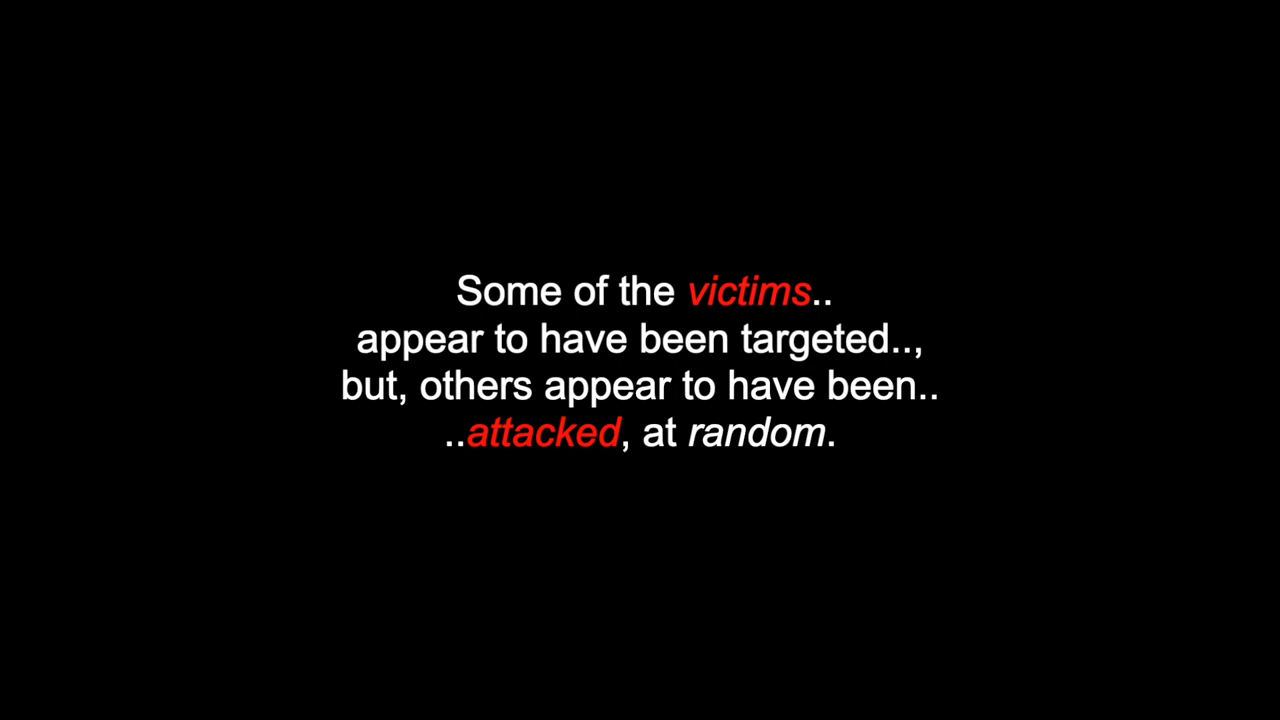 Some of the victims..
appear to have been targeted..,
but, others appear to have been..
..attacked, at random.